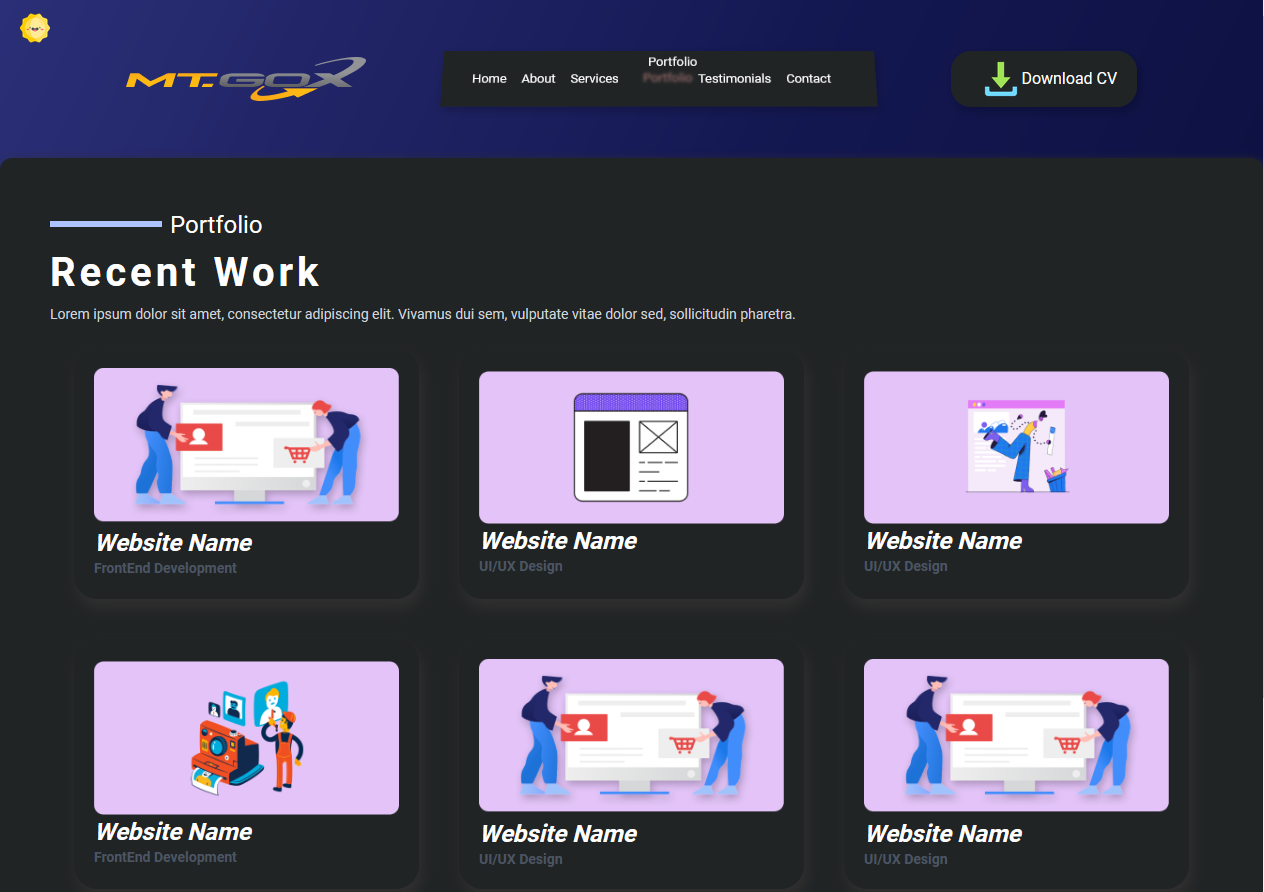 MT.GOX
Portfolio
Home About Services Portfolio Testimonials Contact
Download CV
Portfolio
Recent Work
Lorem ipsum dolor sit amet, consectetur adipiscing elit. Vivamus dui sem, vulputate vitae dolor sed, sollicitudin pharetra.
Website Name
FrontEnd Development
Website Name
UI/UX Design
Website Name
UI/UX Design
Website Name
FrontEnd Development
Website Name
UI/UX Design
Website Name
UI/UX Design